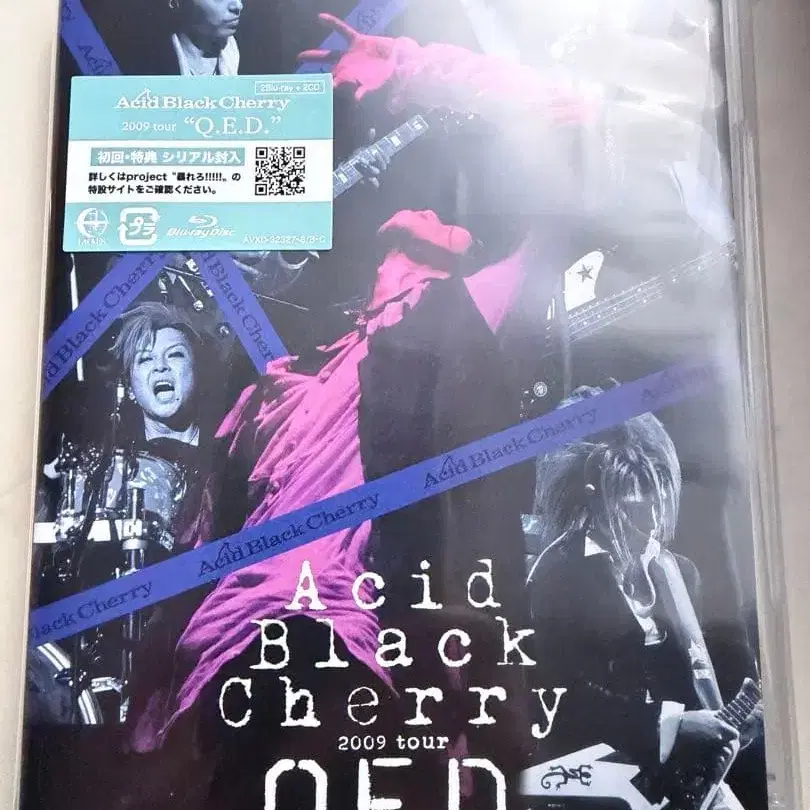 2Blu-ray + 2CD
Acid Black Cherry
2009 tour "Q.E.D."
初回・特典 シリアル封入
詳しくはproject "暴れろ!!!!!。の
特設サイトをご確認ください。
プラ
Blu-ray Disc
Acid Black Cherry
Acid Black Cherry
Acid Black Cherry
Acid Black Cherry
Black Cherry
Acid
Black
Cherry
2009 tour
Q.E.D.